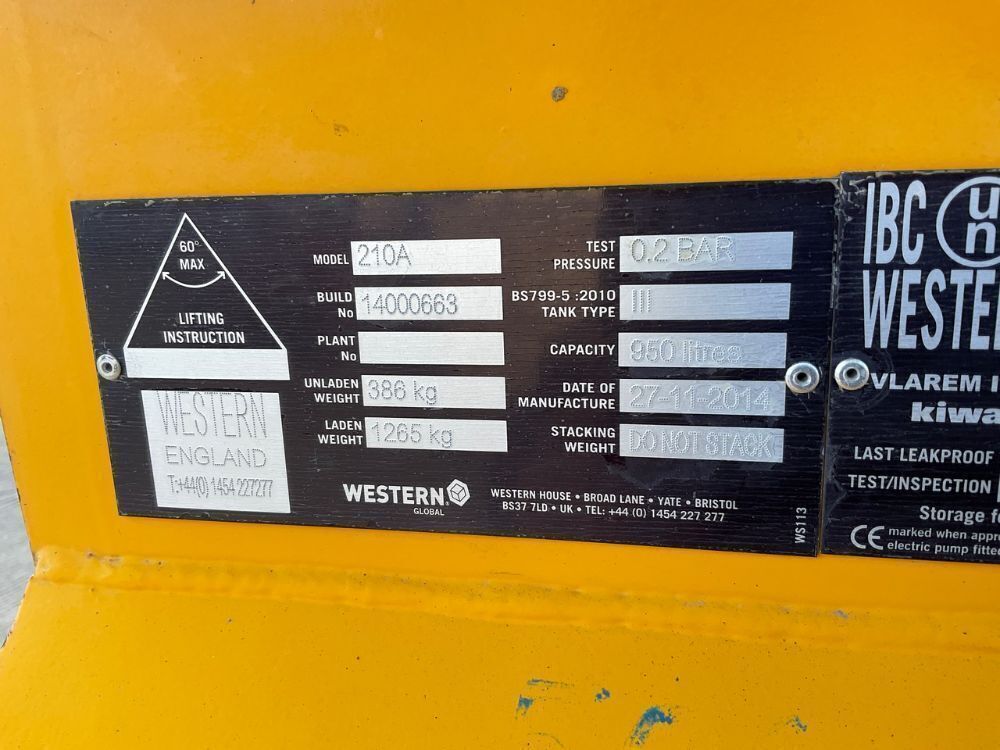 60°
MAX
LIFTING
INSTRUCTION
WESTERN
ENGLAND
T:+44(0) 1454 227277
MODEL 210A
BUILD No 14000663
PLANT No
UNLADEN WEIGHT 386 kg
LADEN WEIGHT 1265 kg
TEST PRESSURE 0.2 BAR
BS799-5 :2010 TANK TYPE III
CAPACITY 950 litres
DATE OF MANUFACTURE 27-11-2014
STACKING WEIGHT DO NOT STACK
WESTERN
GLOBAL
WESTERN HOUSE • BROAD LANE • YATE • BRISTOL
BS37 7LD • UK • TEL: +44 (0) 1454 227 277
WS113
IBC un
WESTE
VLAREM I
kiwa
LAST LEAKPROOF
TEST/INSPECTION
Storage f
CE marked when appr
electric pump fitte